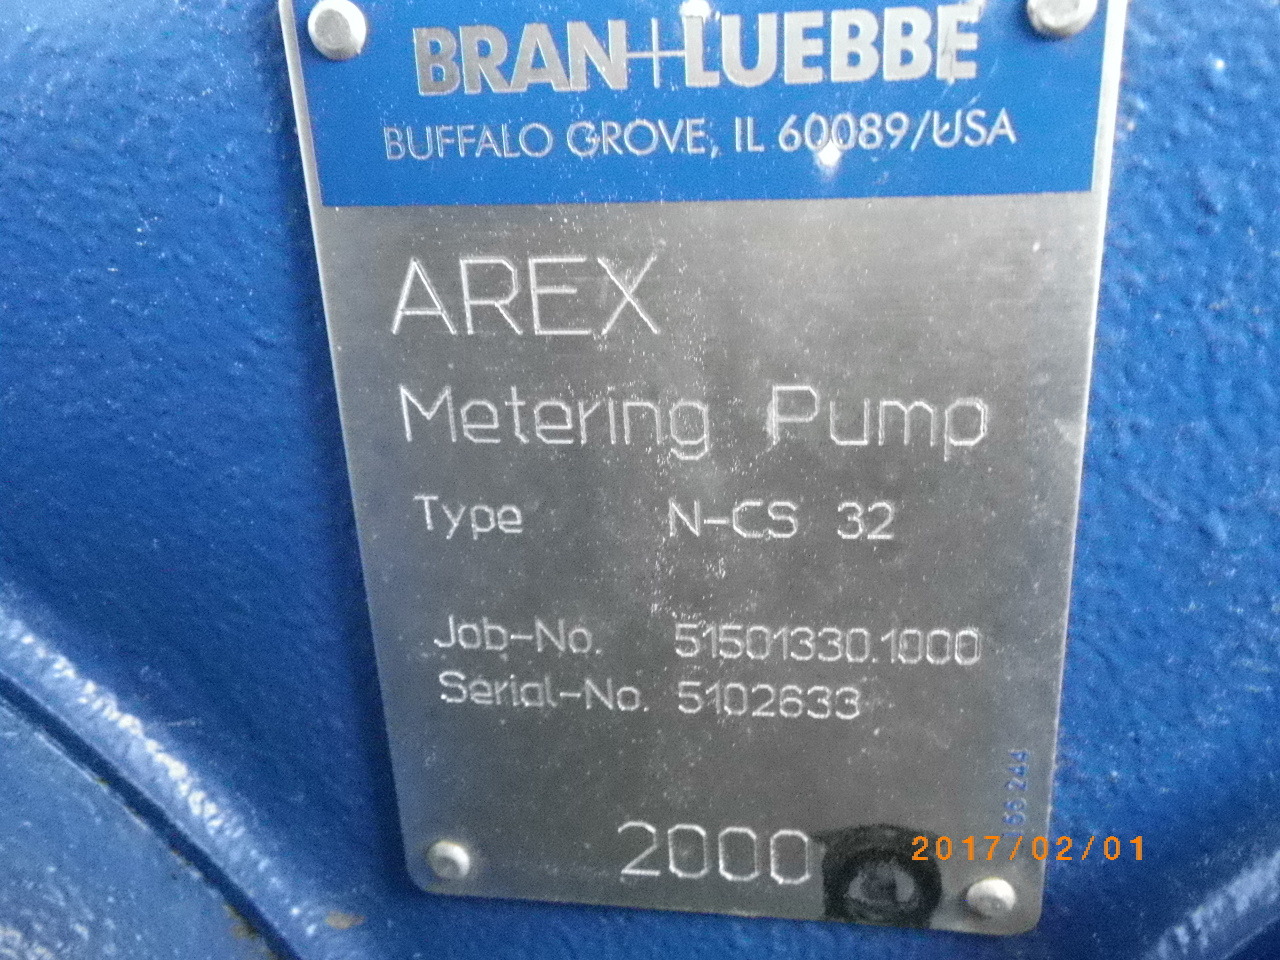 BRAN+LUEBBE
BUFFALO GROVE, IL 60089/USA
AREX
Metering Pump
Type N-CS 32
Job-No. 51501330.1000
Serial-No. 5102633
166244
2000
2017/02/01